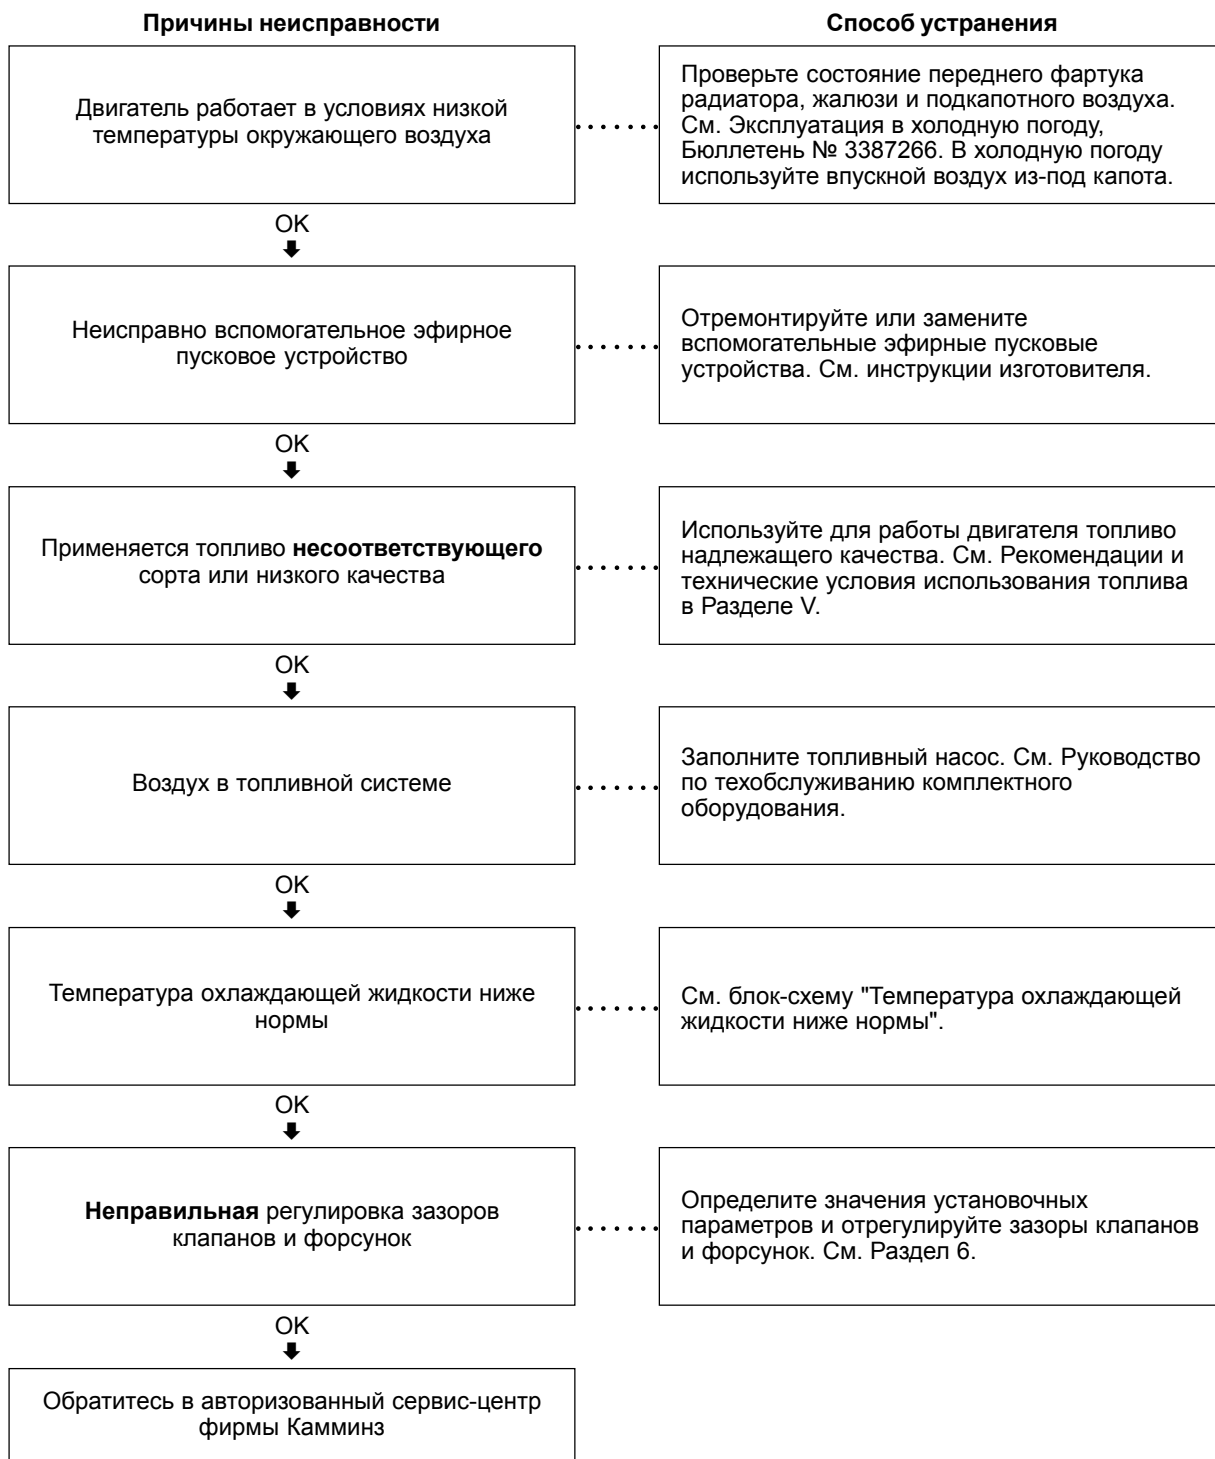 Причины неисправности
Способ устранения
Двигатель работает в условиях низкой
температуры окружающего воздуха
Проверьте состояние переднего фартука
радиатора, жалюзи и подкапотного воздуха.
См. Эксплуатация в холодную погоду,
Бюллетень № 3387266. В холодную погоду
используйте впускной воздух из-под капота.
OK
Неисправно вспомогательное эфирное
пусковое устройство
Отремонтируйте или замените
вспомогательные эфирные пусковые
устройства. См. инструкции изготовителя.
OK
Применяется топливо несоответствующего
сорта или низкого качества
Используйте для работы двигателя топливо
надлежащего качества. См. Рекомендации и
технические условия использования топлива
в Разделе V.
OK
Воздух в топливной системе
Заполните топливный насос. См. Руководство
по техобслуживанию комплектного
оборудования.
OK
Температура охлаждающей жидкости ниже
нормы
См. блок-схему "Температура охлаждающей
жидкости ниже нормы".
OK
Неправильная регулировка зазоров
клапанов и форсунок
Определите значения установочных
параметров и отрегулируйте зазоры клапанов
и форсунок. См. Раздел 6.
OK
Обратитесь в авторизованный сервис-центр
фирмы Камминз